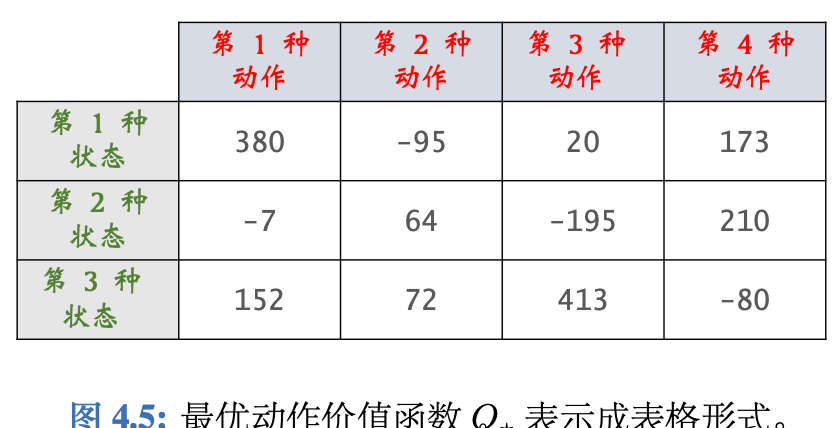 第 1 种 第 2 种 第 3 种 第 4 种
动作 动作 动作 动作
第 1 种
状态
380 -95 20 173
第 2 种
状态
-7 64 -195 210
第 3 种
状态
152 72 413 -80
图 4.5: 最优动作价值函数 Q⋆ 表示成表格形式。